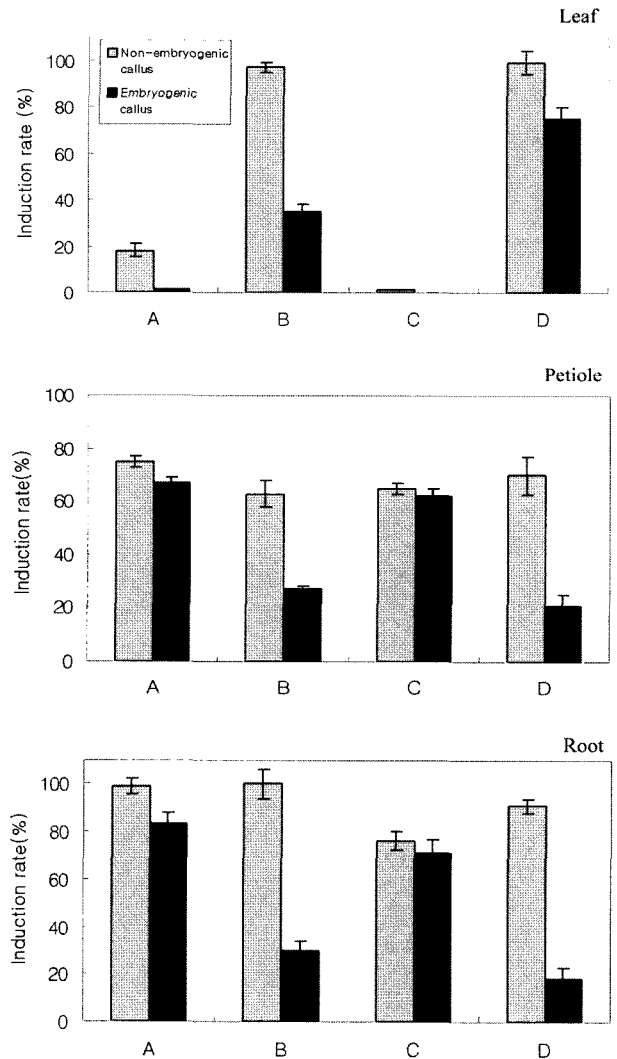 Leaf
Non-embryogenic
callus
Embryogenic
callus
Induction rate (%)
100
80
60
40
20
0
A B C D
Petiole
Induction rate(%)
100
80
60
40
20
0
A B C D
Root
Induction rate(%)
100
80
60
40
20
0
A B C D